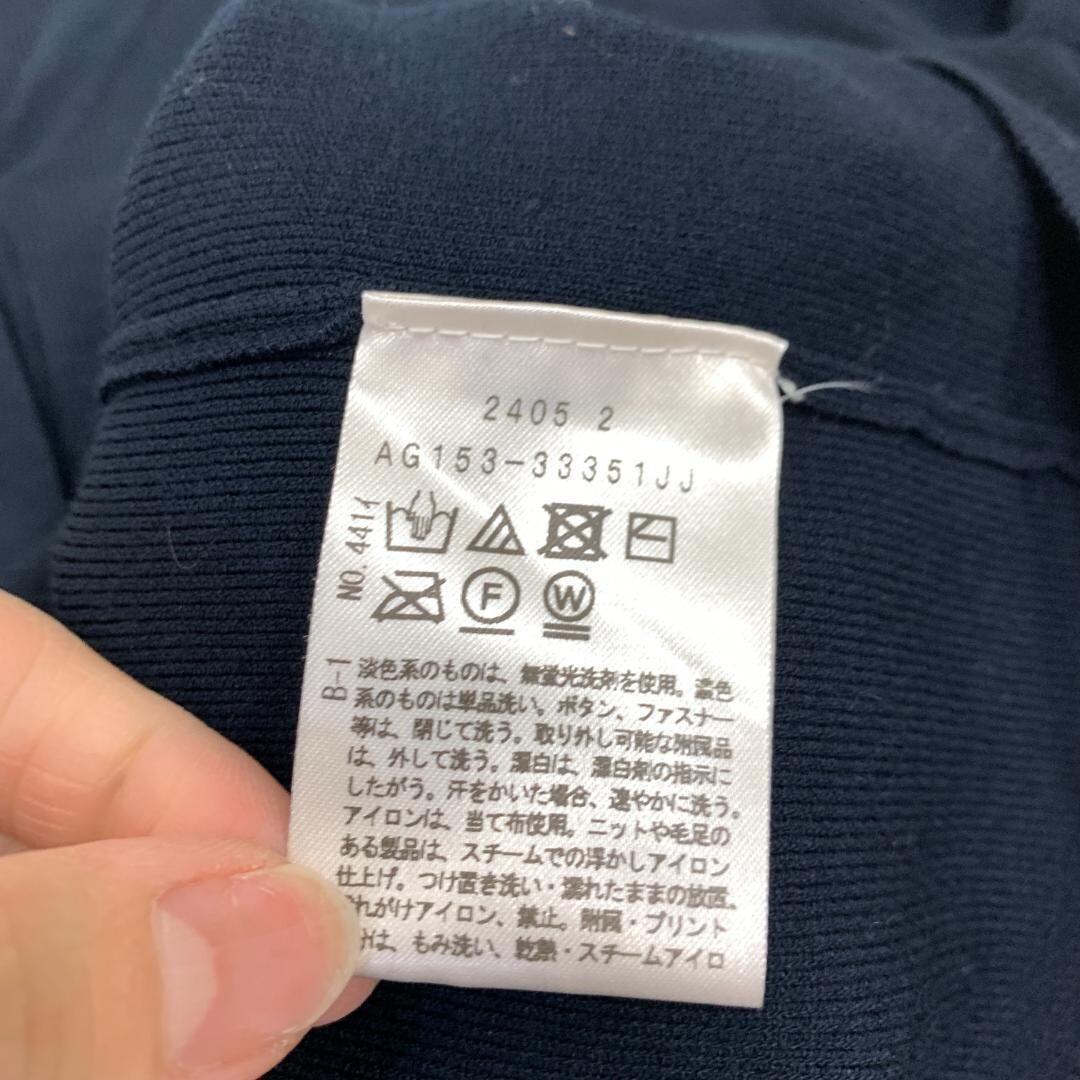 2405 2
AG153-33351JJ
NO.441イ
F
W
B-1
淡色系のものは、無蛍光洗剤を使用。濃色
系のものは単品洗い。ボタン、ファスナー
等は、閉じて洗う。取り外し可能な附属品
は、外して洗う。漂白は、漂白剤の指示に
したがう。汗をかいた場合、速やかに洗う。
アイロンは、当て布使用。ニットや毛足の
ある製品は、スチームでの浮かしアイロン
仕上げ。つけ置き洗い・濡れたままの放置、
れがけアイロン、禁止。附属・プリント
は、もみ洗い、乾熱・スチームアイロ